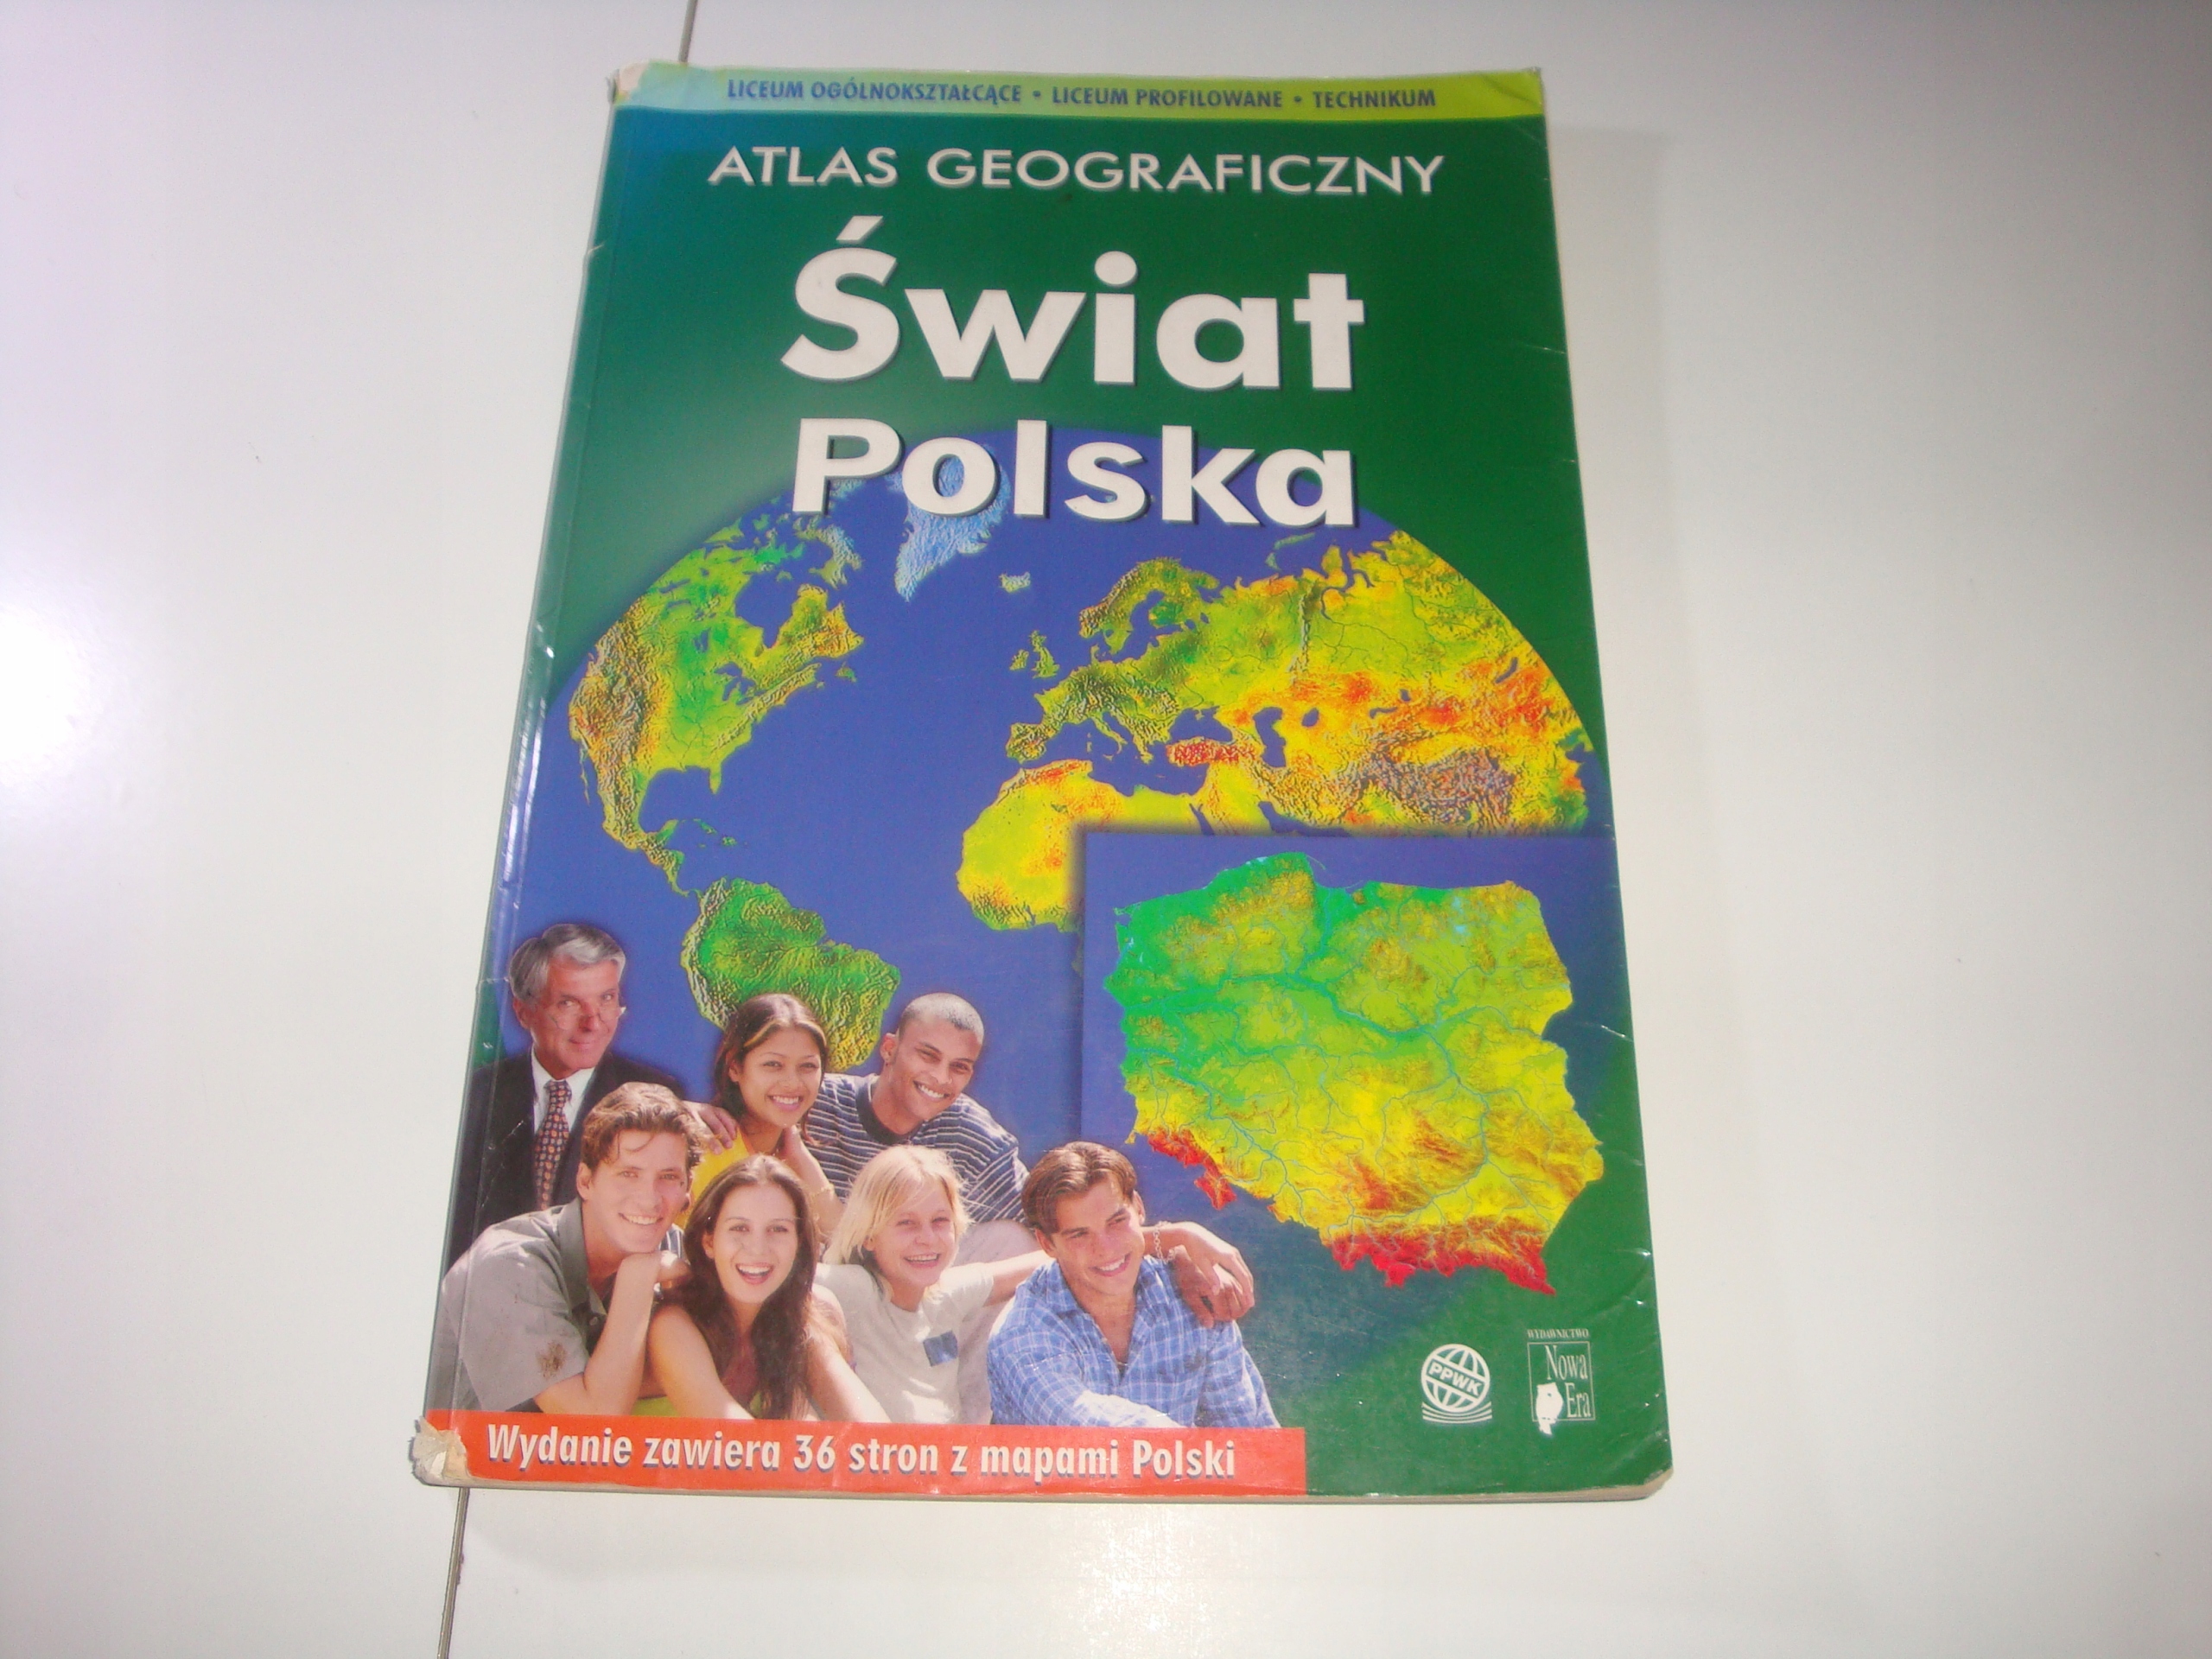 LICEUM OGÓLNOKSZTAŁCĄCE • LICEUM PROFILOWANE • TECHNIKUM
ATLAS GEOGRAFICZNY
Świat
Polska
PPWK
WYDAWNICTWO
Nowa
Era
Wydanie zawiera 36 stron z mapami Polski